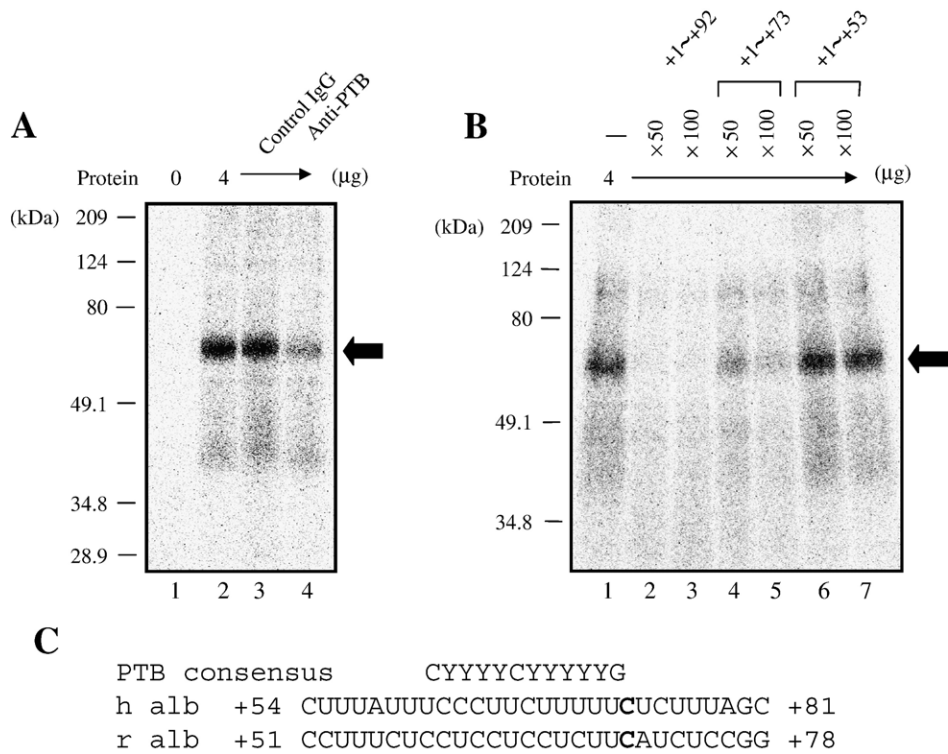 A
Control IgG
Anti-PTB
Protein 0 4 (μg)
(kDa)
209
124
80
49.1
34.8
28.9
1 2 3 4
B
+1~+92 +1~+73 +1~+53
— ×50 ×100 ×50 ×100 ×50 ×100
Protein 4 (μg)
(kDa)
209
124
80
49.1
34.8
1 2 3 4 5 6 7
C
PTB consensus CYYYYCYYYYYG
h alb +54 CUUUAUUUCCCUUCUUUUUCUCUUUAGC +81
r alb +51 CCUUUCUCCUCCUCCUCUUCAUCUCCGG +78